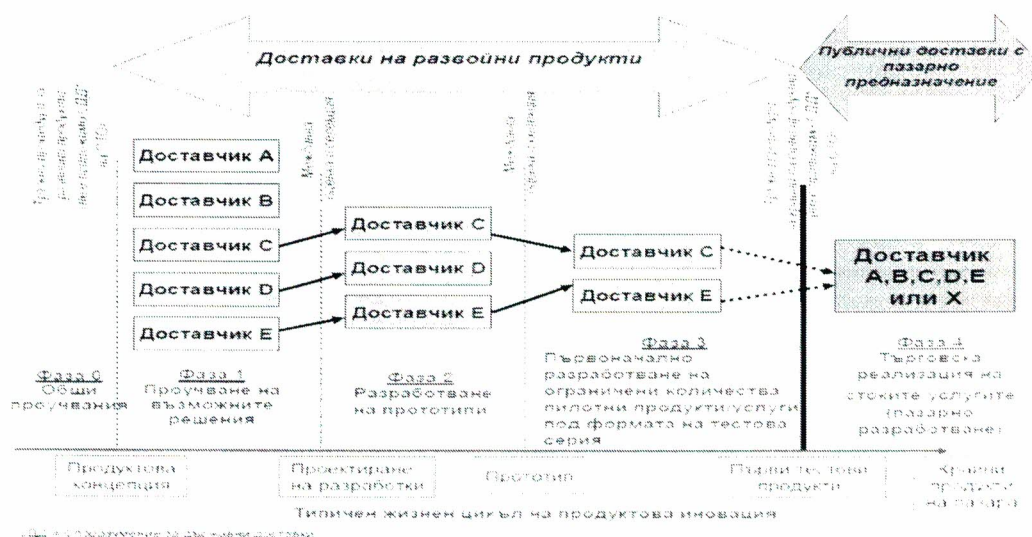 Доставки на развойни продукти
Публични доставки с
пазарно
предназначение
Доставчик A
Доставчик B
Доставчик C
Доставчик D
Доставчик E
Доставчик C
Доставчик D
Доставчик E
Доставчик C
Доставчик E
Доставчик
A,B,C,D,E
или X
Фаза 0
Общи
проучвания
Фаза 1
Проучване на
възможните
решения
Фаза 2
Разработване
на прототипи
Фаза 3
Първоначално
разработване на
ограничени количества
пилотни продукти/услуги
под формата на тестова
серия
Фаза 4
Търговска
реализация на
стоките услугите
(пазарно
разработване)
Продуктова
концепция
Проектиране
на разработки
Прототип
Първи тестови
продукти
Крайни
продукти
на пазара
Типичен жизнен цикъл на продуктова иновация